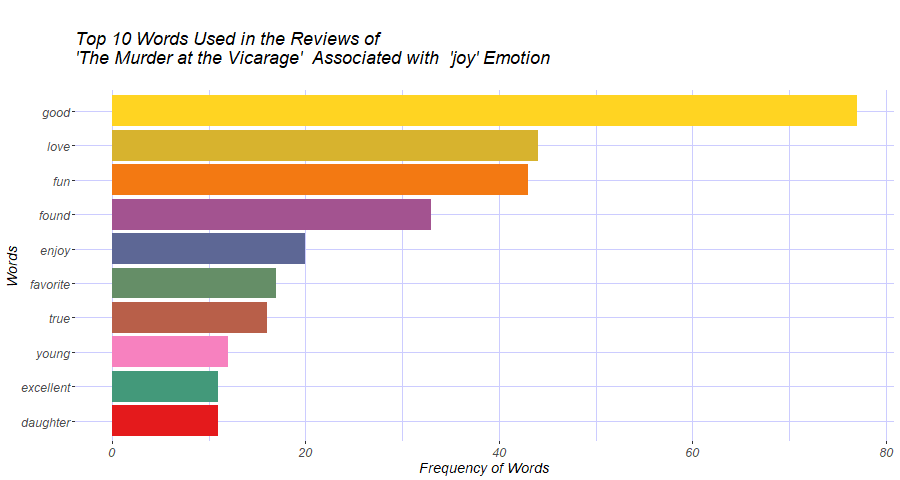 Top 10 Words Used in the Reviews of
'The Murder at the Vicarage'  Associated with  'joy' Emotion
good
love
fun
found
enjoy
favorite
true
young
excellent
daughter
Words
0 20 40 60 80
Frequency of Words